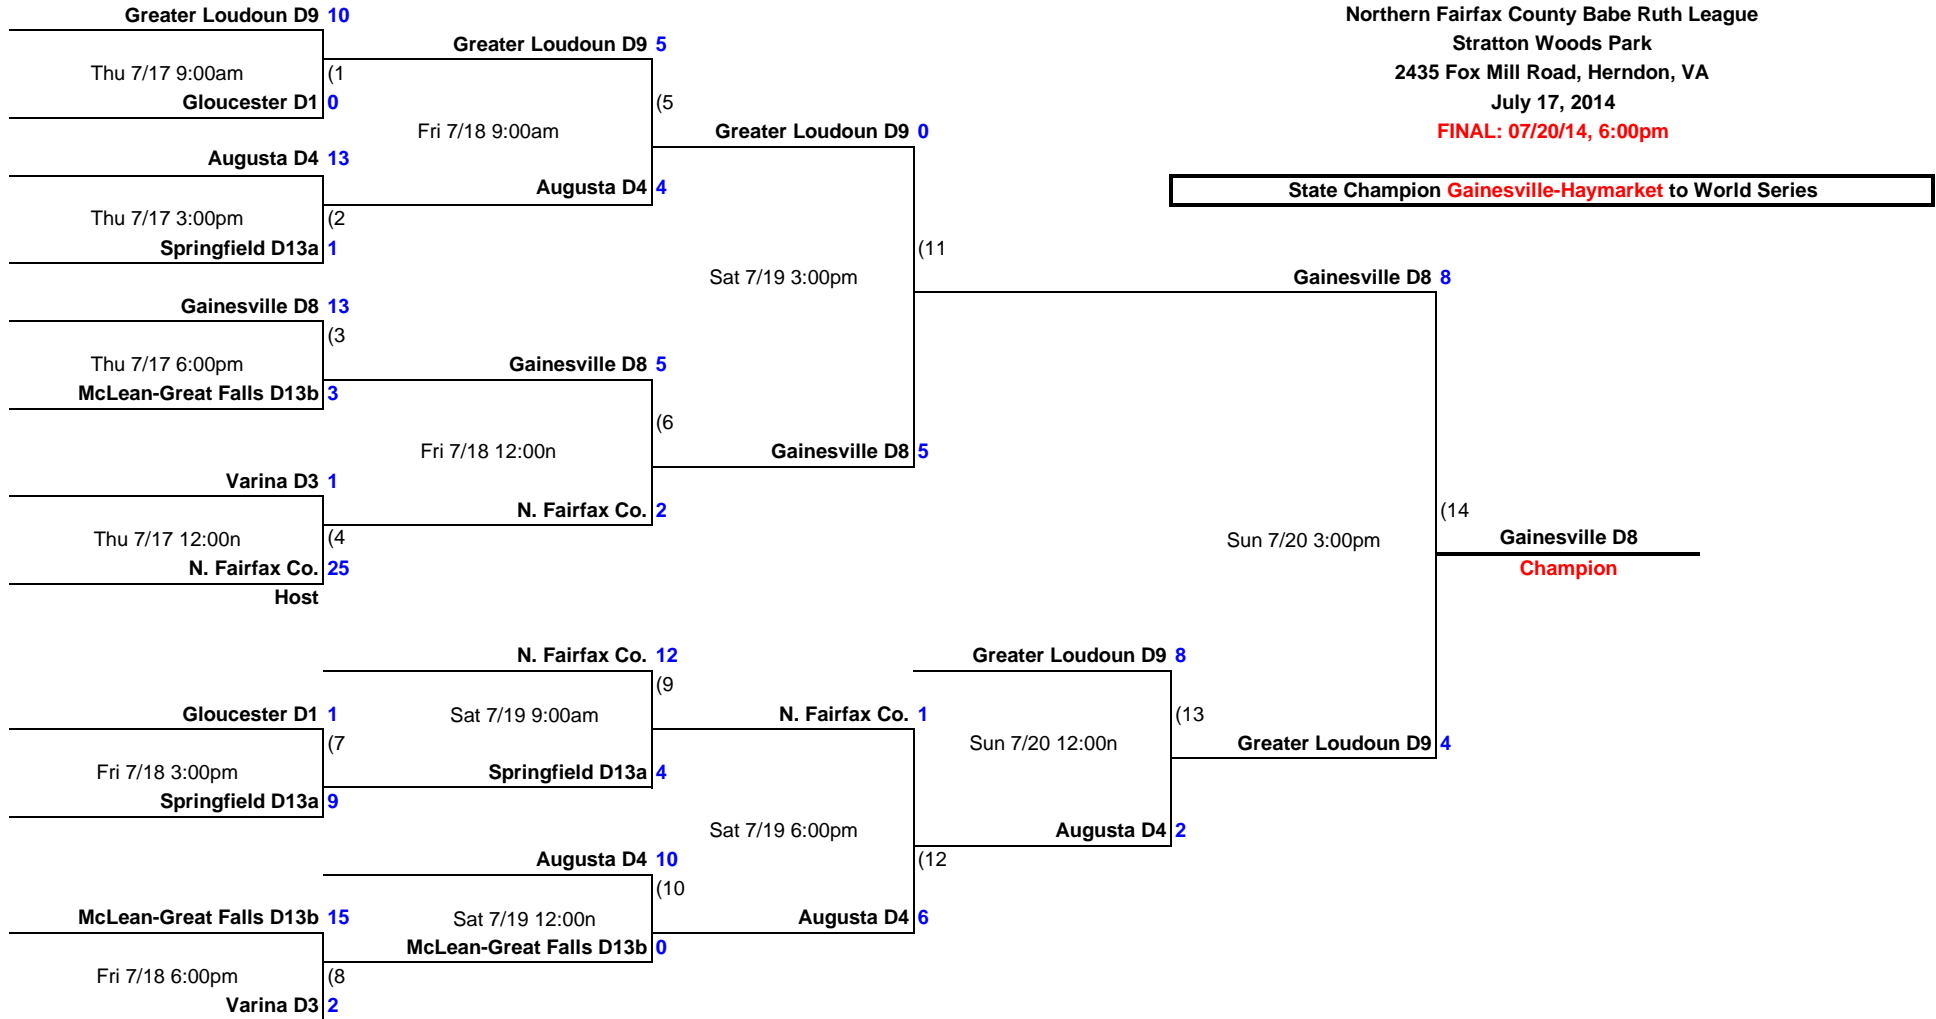 Greater Loudoun D9 10
Northern Fairfax County Babe Ruth League
Greater Loudoun D9 5
Stratton Woods Park
Thu 7/17 9:00am (1
2435 Fox Mill Road, Herndon, VA
Gloucester D1 0
(5
July 17, 2014
Fri 7/18 9:00am
Greater Loudoun D9 0
FINAL: 07/20/14, 6:00pm
Augusta D4 13
Augusta D4 4
State Champion Gainesville-Haymarket to World Series
Thu 7/17 3:00pm (2
Springfield D13a 1
(11
Sat 7/19 3:00pm
Gainesville D8 8
Gainesville D8 13
(3
Thu 7/17 6:00pm
Gainesville D8 5
McLean-Great Falls D13b 3
(6
Fri 7/18 12:00n
Gainesville D8 5
Varina D3 1
N. Fairfax Co. 2
(14
Thu 7/17 12:00n (4
Sun 7/20 3:00pm
Gainesville D8
N. Fairfax Co. 25
Champion
Host
N. Fairfax Co. 12
Greater Loudoun D9 8
(9
Gloucester D1 1
Sat 7/19 9:00am
N. Fairfax Co. 1
(13
(7
Sun 7/20 12:00n
Greater Loudoun D9 4
Fri 7/18 3:00pm
Springfield D13a 4
Springfield D13a 9
Sat 7/19 6:00pm
Augusta D4 2
Augusta D4 10
(12
(10
McLean-Great Falls D13b 15
Sat 7/19 12:00n
Augusta D4 6
McLean-Great Falls D13b 0
Fri 7/18 6:00pm (8
Varina D3 2